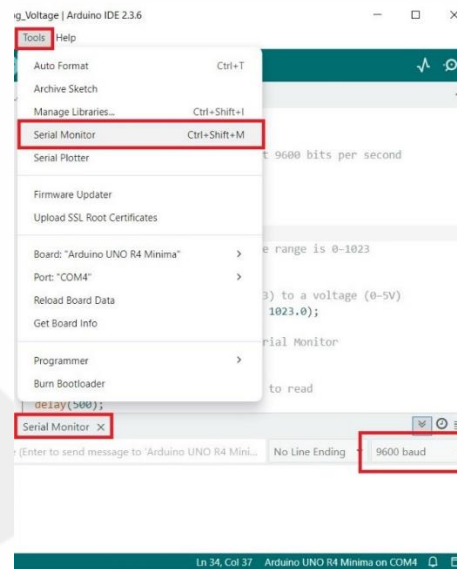 g_Voltage | Arduino IDE 2.3.6
Tools Help
Auto Format Ctrl+T
Archive Sketch
Manage Libraries... Ctrl+Shift+I
Serial Monitor Ctrl+Shift+M
Serial Plotter
t 9600 bits per second
Firmware Updater
Upload SSL Root Certificates
Board: "Arduino UNO R4 Minima"
e range is 0-1023
Port: "COM4"
Reload Board Data
3) to a voltage (0-5V)
Get Board Info
1023.0);
rial Monitor
Programmer
Burn Bootloader
to read
delay(500);
Serial Monitor
(Enter to send message to 'Arduino UNO R4 Mini... No Line Ending 9600 baud
Ln 34, Col 37 Arduino UNO R4 Minima on COM4